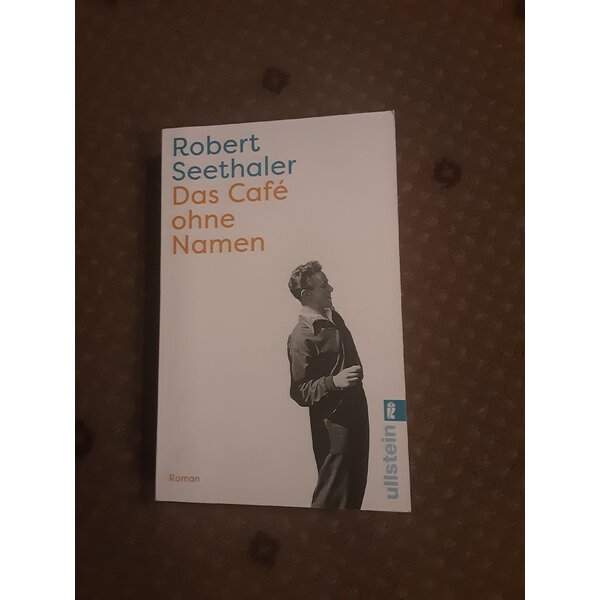 Robert
Seethaler
Das Café
ohne
Namen
Roman
ullstein